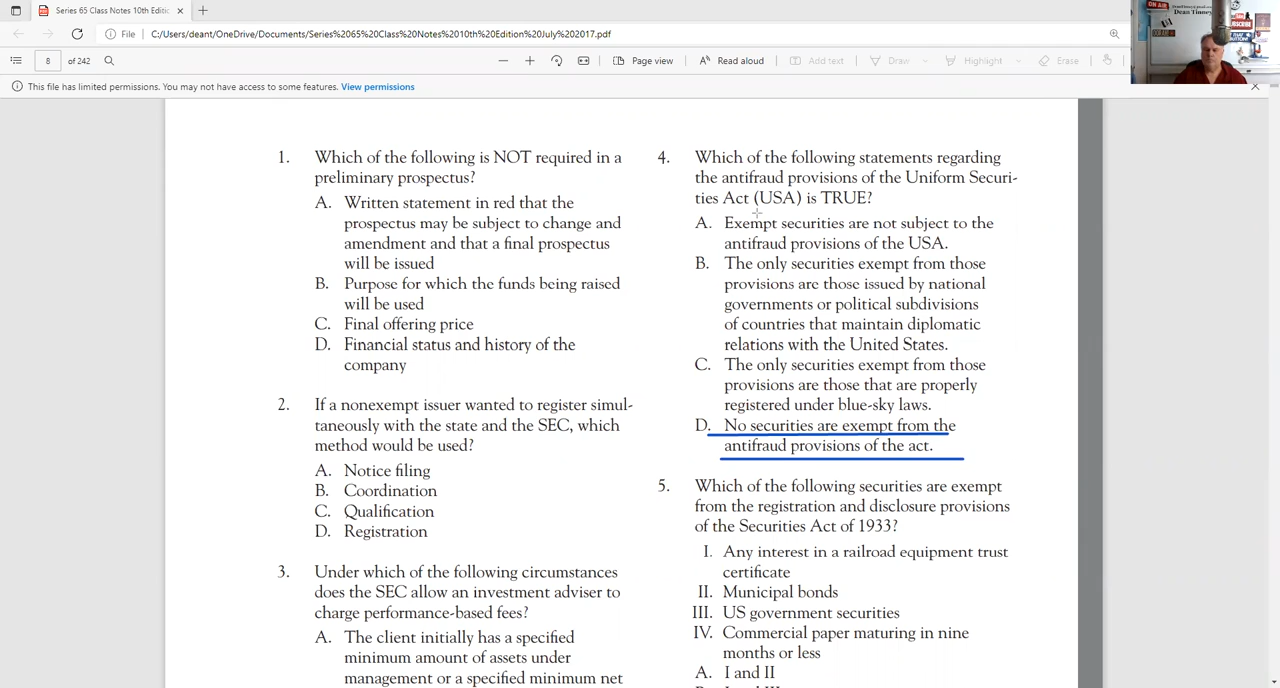 Series 65 Class Notes 10th Editio
File
C:/Users/deant/OneDrive/Documents/Series%2065%20Class%20Notes%2010th%20Edition%20July%202017.pdf
8
of 242
Page view
Read aloud
Add text
Draw
Highlight
Erase
This file has limited permissions. You may not have access to some features. View permissions
ON AIR
Dean Tinney
1. Which of the following is NOT required in a
preliminary prospectus?
A. Written statement in red that the
prospectus may be subject to change and
amendment and that a final prospectus
will be issued
B. Purpose for which the funds being raised
will be used
C. Final offering price
D. Financial status and history of the
company
2. If a nonexempt issuer wanted to register simul-
taneously with the state and the SEC, which
method would be used?
A. Notice filing
B. Coordination
C. Qualification
D. Registration
3. Under which of the following circumstances
does the SEC allow an investment adviser to
charge performance-based fees?
A. The client initially has a specified
minimum amount of assets under
management or a specified minimum net
4. Which of the following statements regarding
the antifraud provisions of the Uniform Securi-
ties Act (USA) is TRUE?
A. Exempt securities are not subject to the
antifraud provisions of the USA.
B. The only securities exempt from those
provisions are those issued by national
governments or political subdivisions
of countries that maintain diplomatic
relations with the United States.
C. The only securities exempt from those
provisions are those that are properly
registered under blue-sky laws.
D. No securities are exempt from the
antifraud provisions of the act.
5. Which of the following securities are exempt
from the registration and disclosure provisions
of the Securities Act of 1933?
I. Any interest in a railroad equipment trust
certificate
II. Municipal bonds
III. US government securities
IV. Commercial paper maturing in nine
months or less
A. I and II